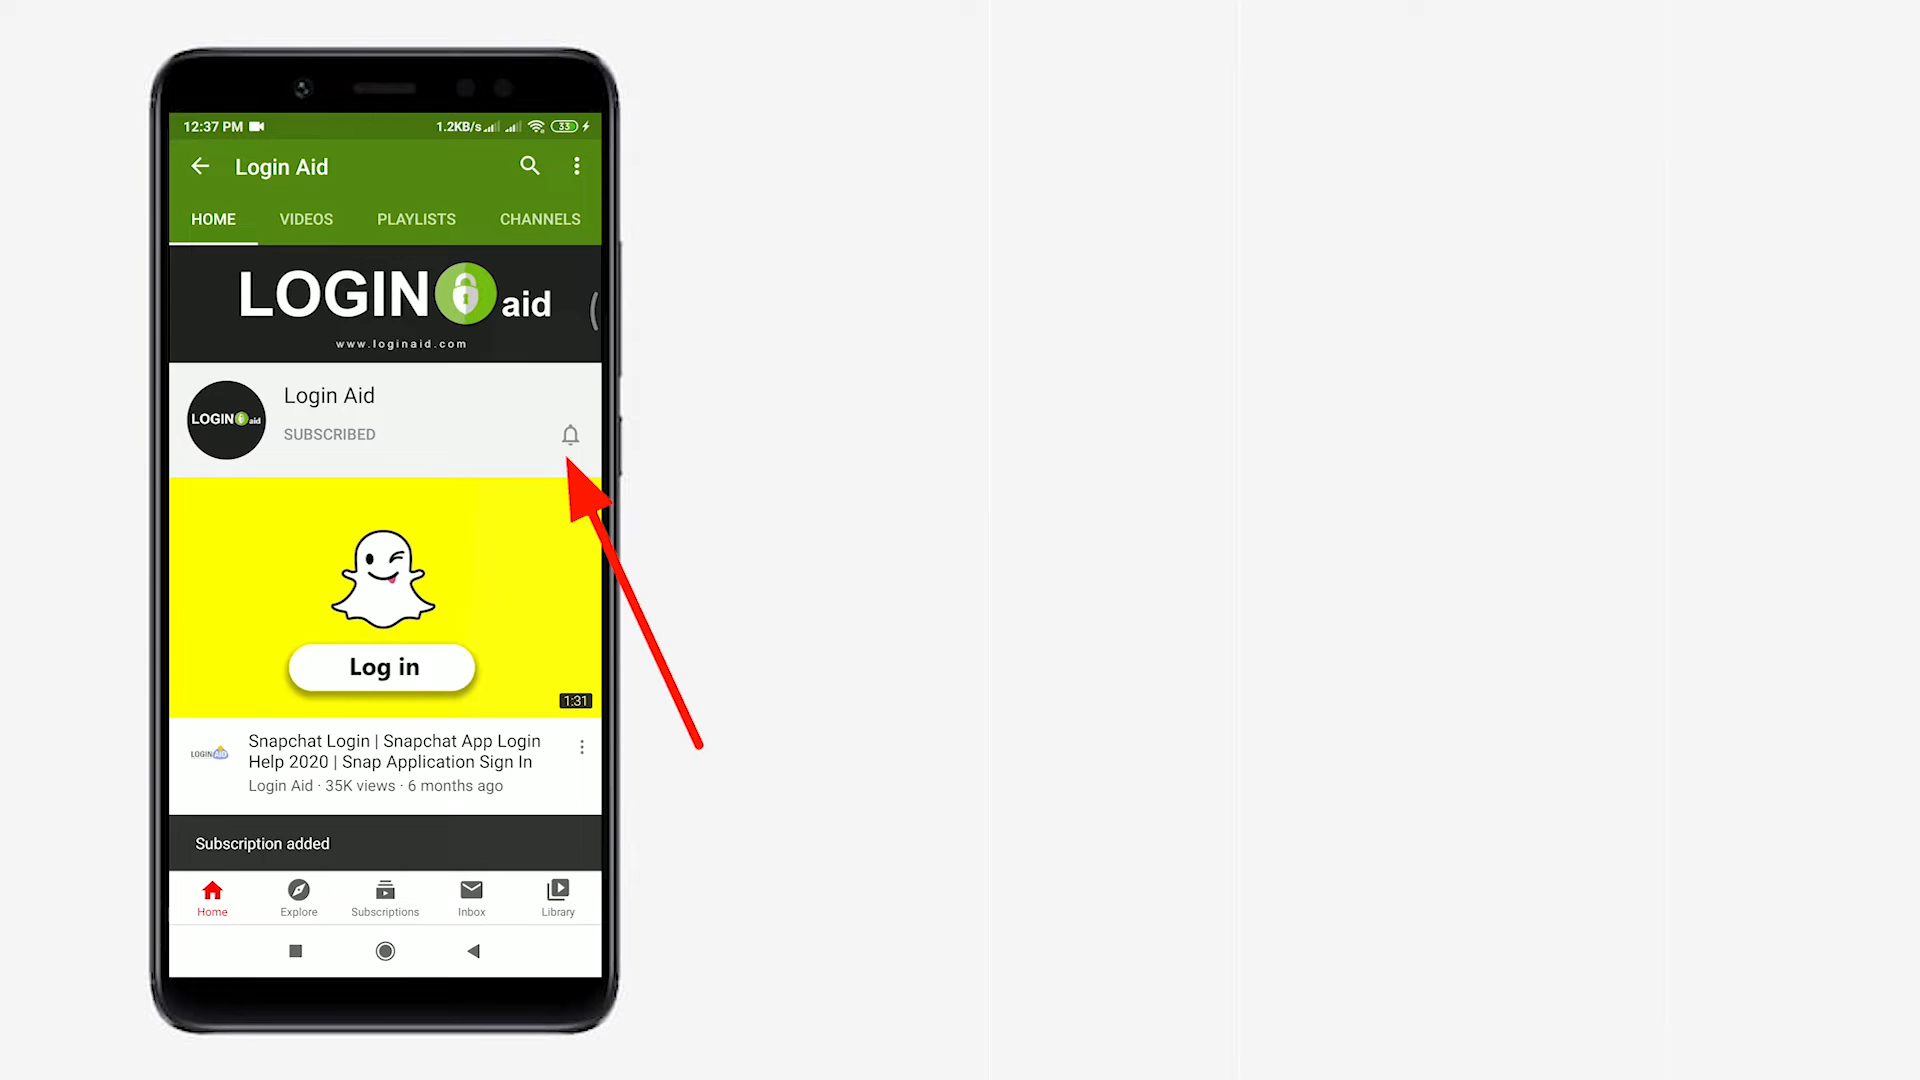 12:37 PM 1.2KB/s 33
Login Aid
HOME VIDEOS PLAYLISTS CHANNELS
LOGIN aid
www.loginaid.com
LOGIN aid
Login Aid
SUBSCRIBED
Log in
1:31
LOGIN AID
Snapchat Login | Snapchat App Login
Help 2020 | Snap Application Sign In
Login Aid · 35K views · 6 months ago
Subscription added
Home Explore Subscriptions Inbox Library